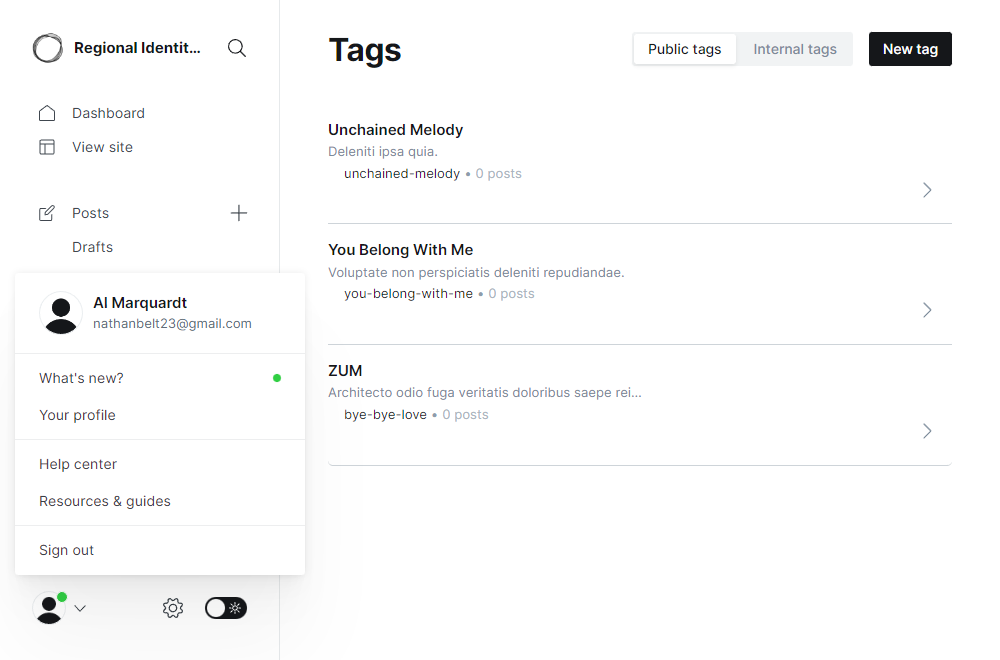 Regional Identit...
Dashboard
View site
Posts
Drafts
Al Marquardt
nathanbelt23@gmail.com
What's new?
Your profile
Help center
Resources & guides
Sign out
Tags
Public tags
Internal tags
New tag
Unchained Melody
Deleniti ipsa quia.
unchained-melody • 0 posts
You Belong With Me
Voluptate non perspiciatis deleniti repudiandae.
you-belong-with-me • 0 posts
ZUM
Architecto odio fuga veritatis doloribus saepe rei...
bye-bye-love • 0 posts